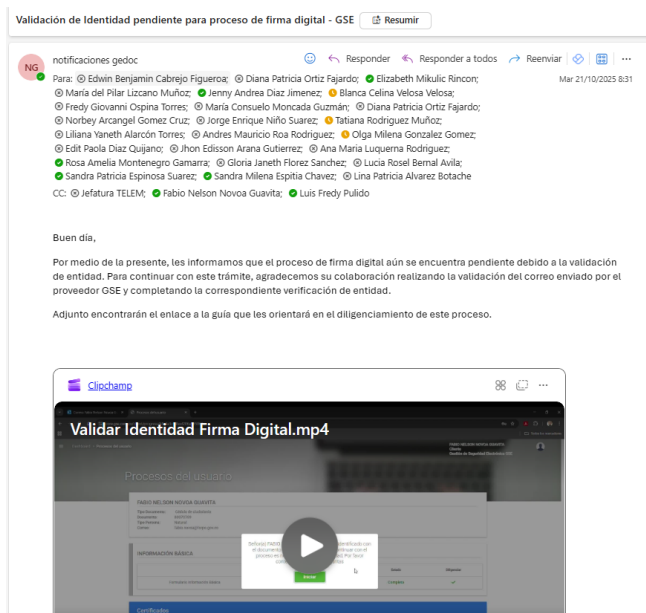 Validación de Identidad pendiente para proceso de firma digital - GSE Resumir
NG
notificaciones gedoc
Responder Responder a todos Reenviar
Mar 21/10/2025 8:31
Para: Edwin Benjamin Cabrejo Figueroa; Diana Patricia Ortiz Fajardo; Elizabeth Mikulic Rincon;
María del Pilar Lizcano Muñoz; Jenny Andrea Diaz Jimenez; Blanca Celina Velosa Velosa;
Fredy Giovanni Ospina Torres; María Consuelo Moncada Guzmán; Diana Patricia Ortiz Fajardo;
Norbey Arcangel Gomez Cruz; Jorge Enrique Niño Suarez; Tatiana Rodriguez Muñoz;
Liliana Yaneth Alarcón Torres; Andres Mauricio Roa Rodriguez; Olga Milena Gonzalez Gomez;
Edit Paola Diaz Quijano; Jhon Edisson Arana Gutierrez; Ana Maria Luquerna Rodriguez;
Rosa Amelia Montenegro Gamarra; Gloria Janeth Florez Sanchez; Lucia Rosel Bernal Avila;
Sandra Patricia Espinosa Suarez; Sandra Milena Espitia Chavez; Lina Patricia Alvarez Botache
CC: Jefatura TELEM; Fabio Nelson Novoa Guavita; Luis Fredy Pulido
Buen día,
Por medio de la presente, les informamos que el proceso de firma digital aún se encuentra pendiente debido a la validación
de entidad. Para continuar con este trámite, agradecemos su colaboración realizando la validación del correo enviado por el
proveedor GSE y completando la correspondiente verificación de entidad.
Adjunto encontrarán el enlace a la guía que les orientará en el diligenciamiento de este proceso.
Clipchamp
Validar Identidad Firma Digital.mp4
Procesos del usuario
FABIO NELSON NOVOA GUAVITA
INFORMACIÓN BÁSICA
Certificados